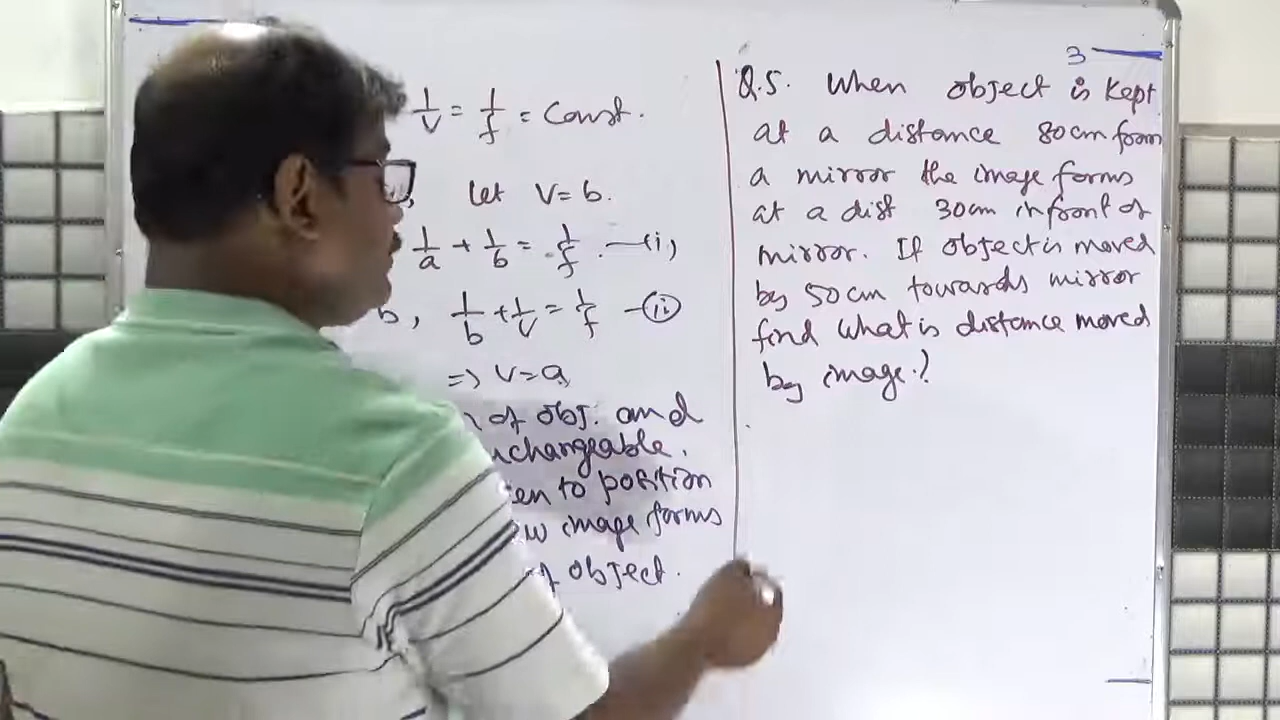 1/v = 1/f = Const.
let v = b.
1/a + 1/b = 1/f. —(i)
b, 1/b + 1/v = 1/f —(ii)
=> v = a,
of obj. and
changeable.
to position
image forms
of object.
3
Q.5. When object is kept
at a distance 80cm from
a mirror the image forms
at a dist 30cm infront of
mirror. If object is moved
by 50cm towards mirror
find what is distance moved
by image?